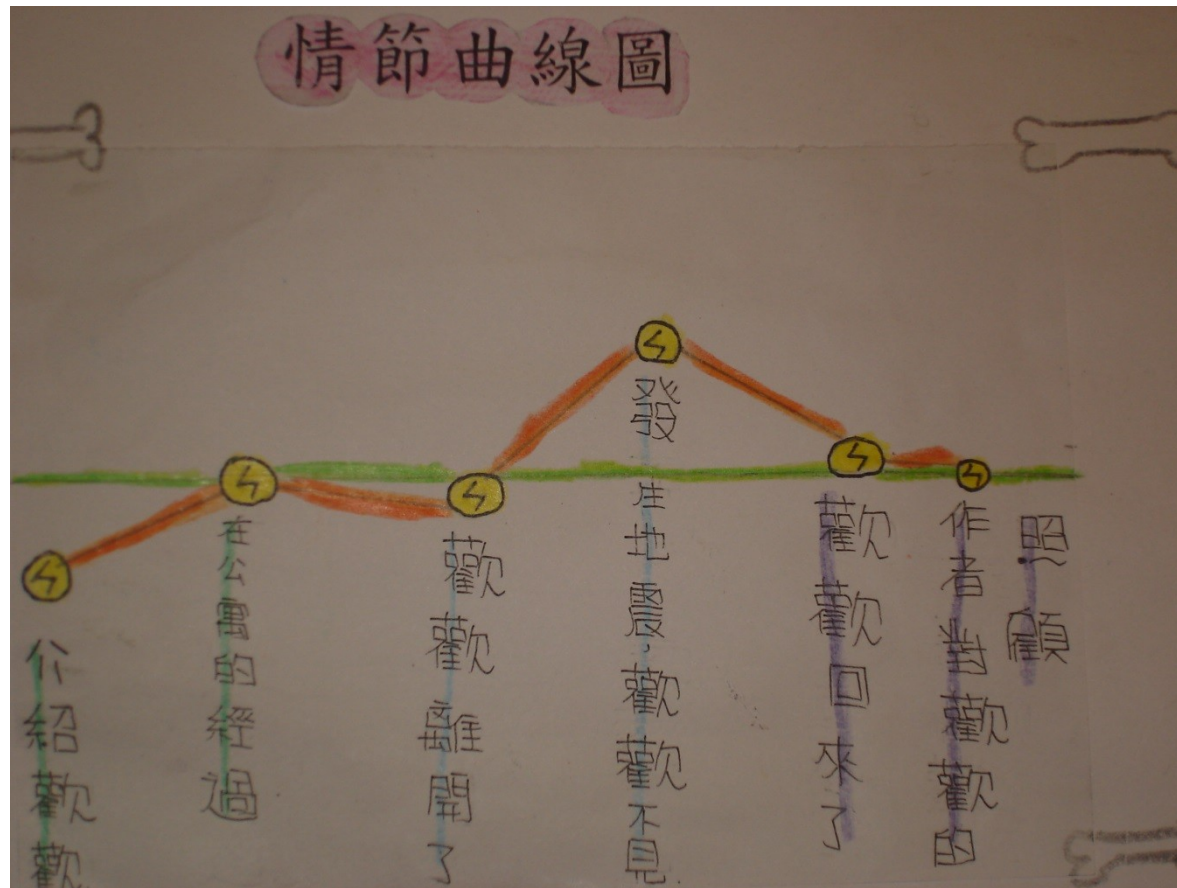 情節曲線圖
介紹歡歡
在公寓的經過
歡歡離開了
發生地震,歡歡不見
歡歡回來了
作者對歡歡的
照顧